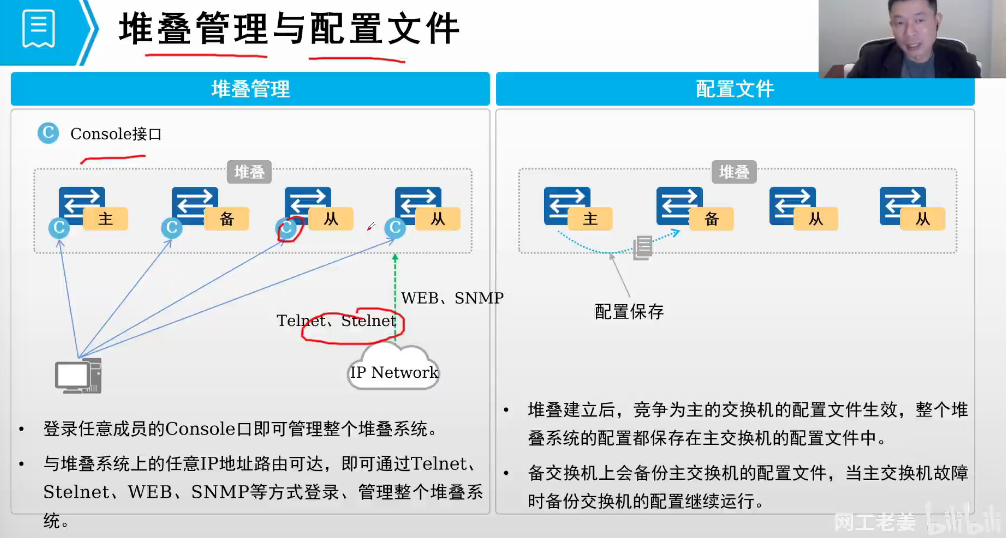 堆叠管理与配置文件
堆叠管理
C Console接口
堆叠
主 备 从 从
C C C C
WEB、SNMP
Telnet、Stelnet
IP Network
• 登录任意成员的Console口即可管理整个堆叠系统。
• 与堆叠系统上的任意IP地址路由可达，即可通过Telnet、
Stelnet、WEB、SNMP等方式登录、管理整个堆叠系
统。
配置文件
堆叠
主 备 从 从
配置保存
• 堆叠建立后，竞争为主的交换机的配置文件生效，整个堆
叠系统的配置都保存在主交换机的配置文件中。
• 备交换机上会备份主交换机的配置文件，当主交换机故障
时备份交换机的配置继续运行。
网工老姜 bilibili